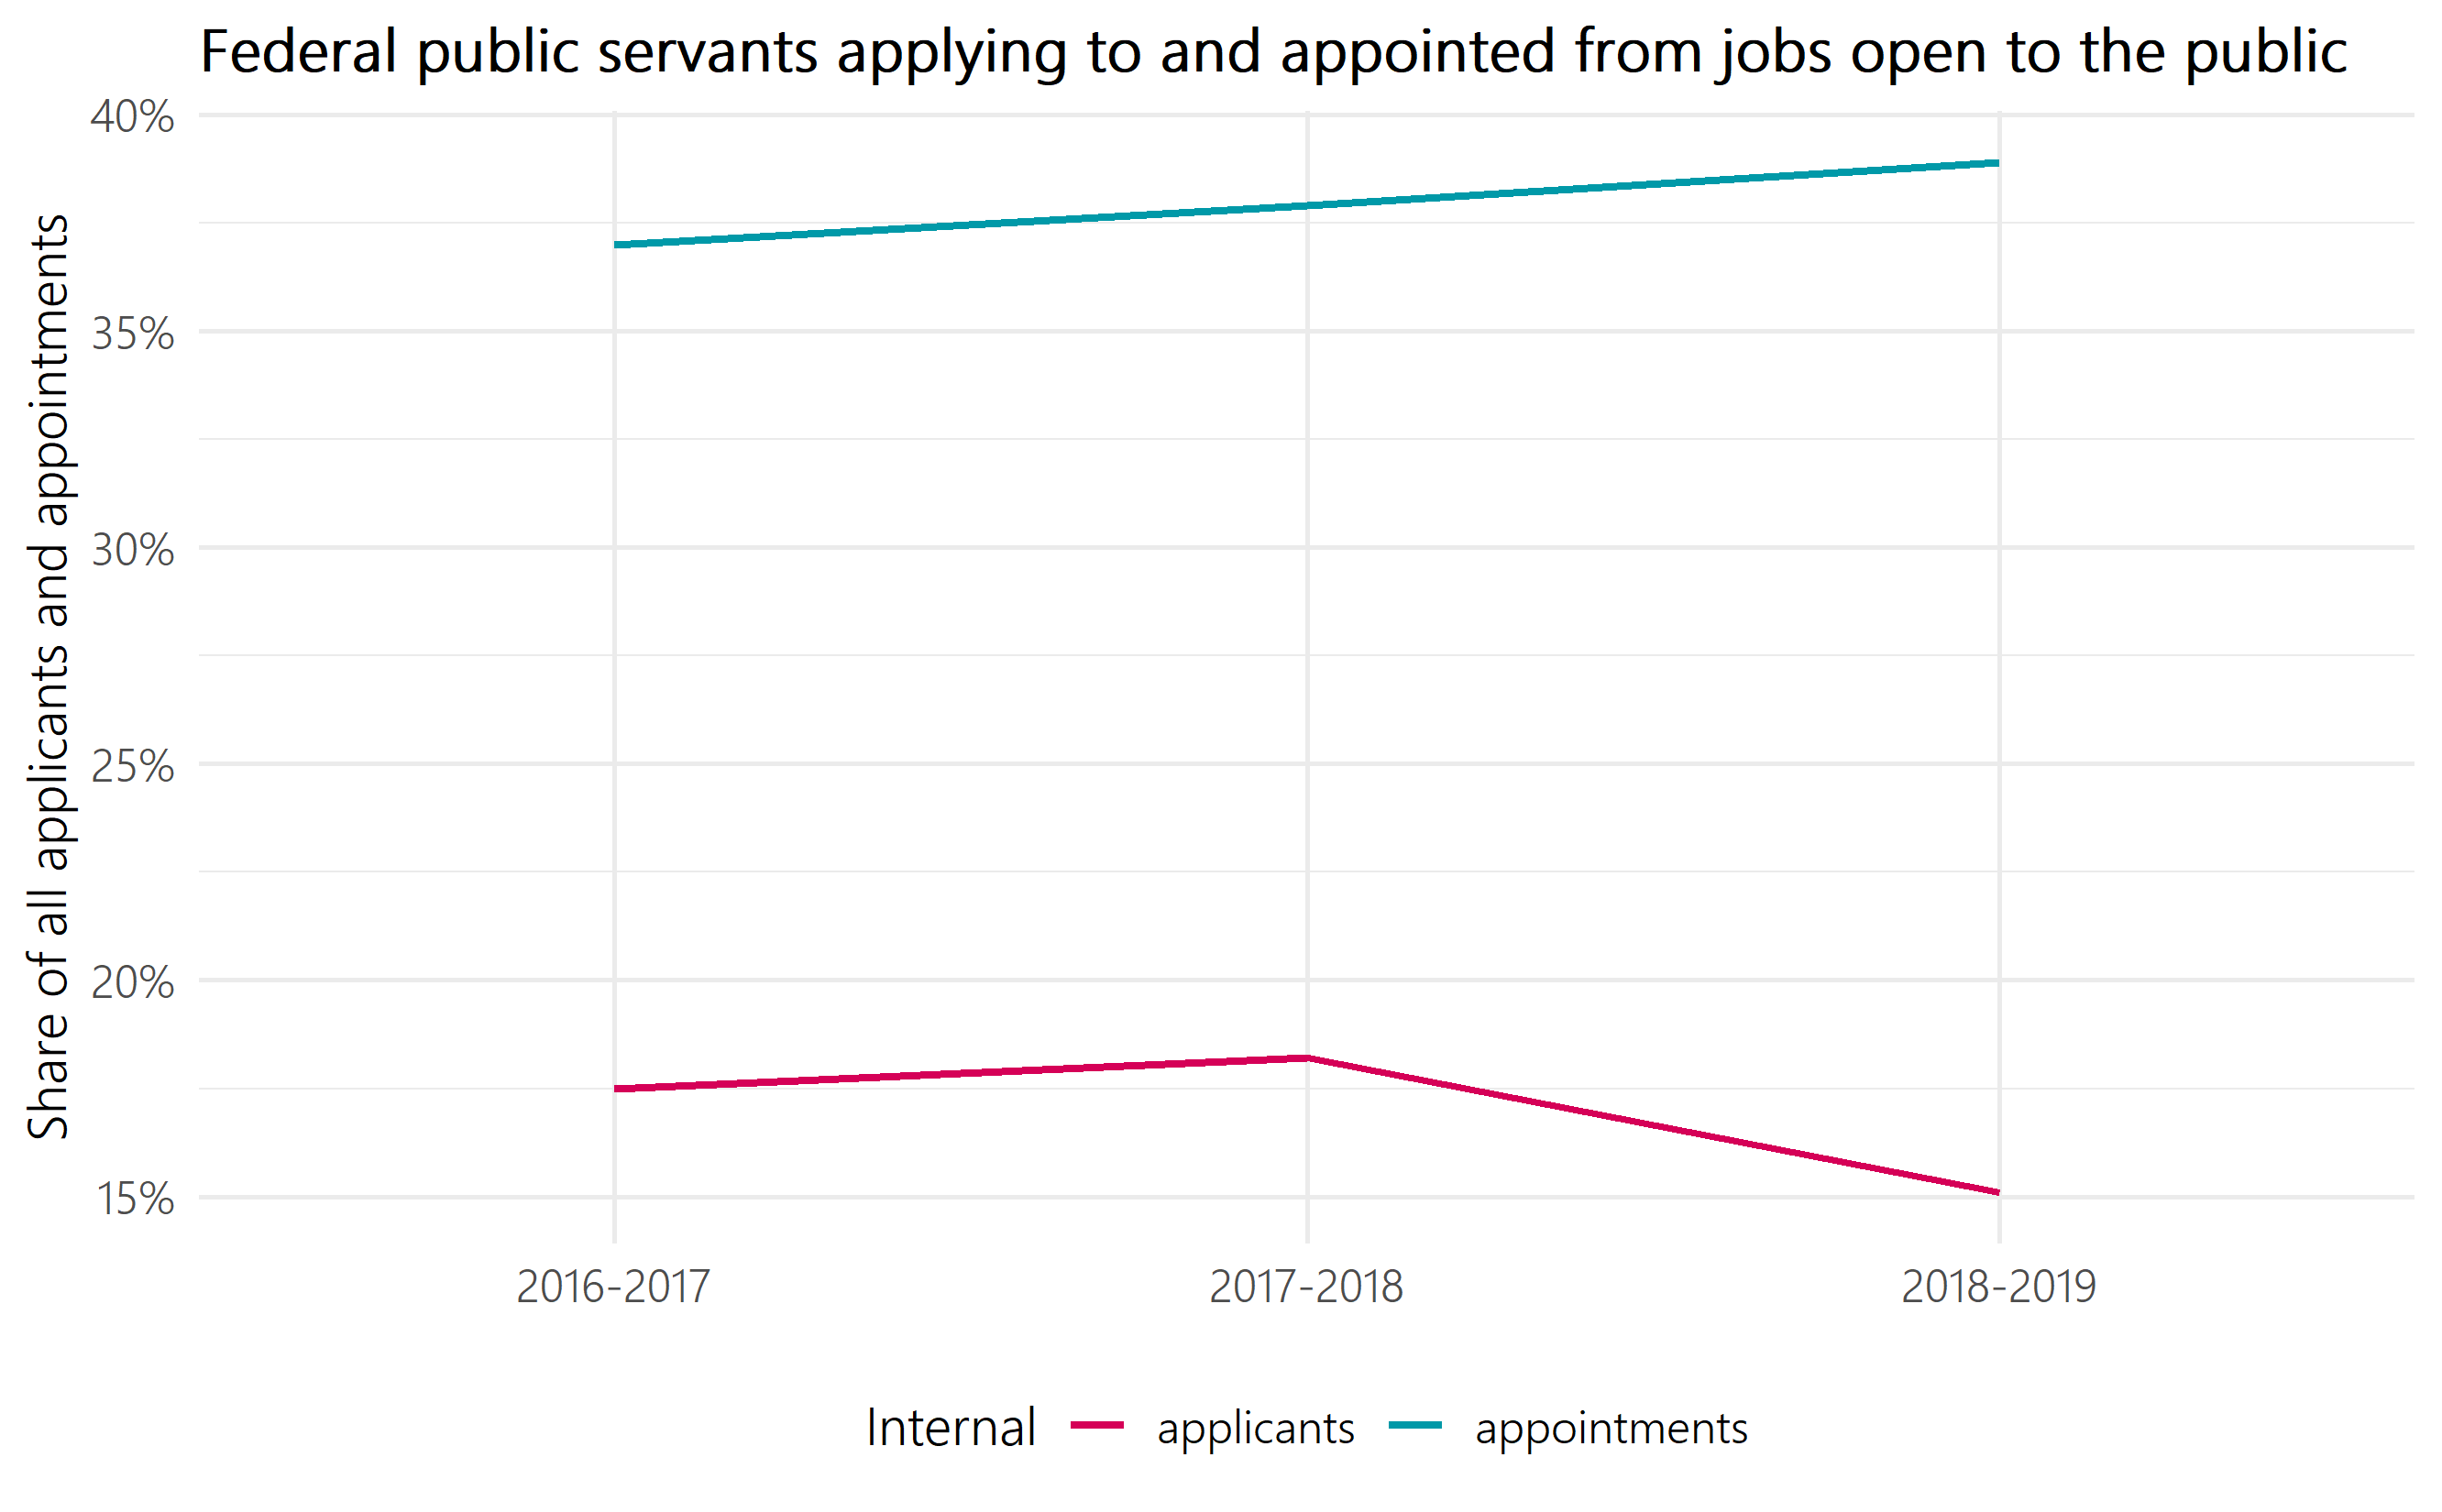 Federal public servants applying to and appointed from jobs open to the public
Share of all applicants and appointments
40%
35%
30%
25%
20%
15%
2016-2017
2017-2018
2018-2019
Internal
applicants
appointments